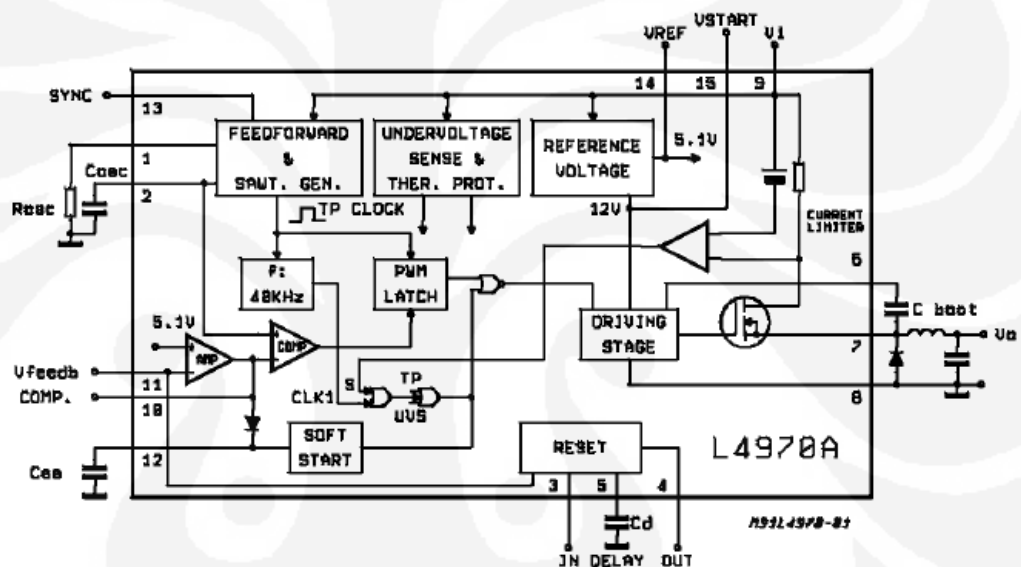 VSTART
VREF
Vi
14 15 9
SYNC
13
FEEDFORWARD
&
SAWT. GEN.
UNDERVOLTAGE
SENSE &
THER. PROT.
REFERENCE
VOLTAGE
5.1V
1
Cosc
2
Rosc
TP CLOCK
12V
CURRENT
LIMITER
6
F:
40KHz
PWM
LATCH
C boot
5.1V
COMP
DRIVING
STAGE
Vo
7
AMP
Vfeedb
11
S
TP
COMP.
CLK1
UVS
8
10
SOFT
START
RESET
L4970A
12
Css
3 5 4
Cd
M91L4970-01
IN DELAY OUT